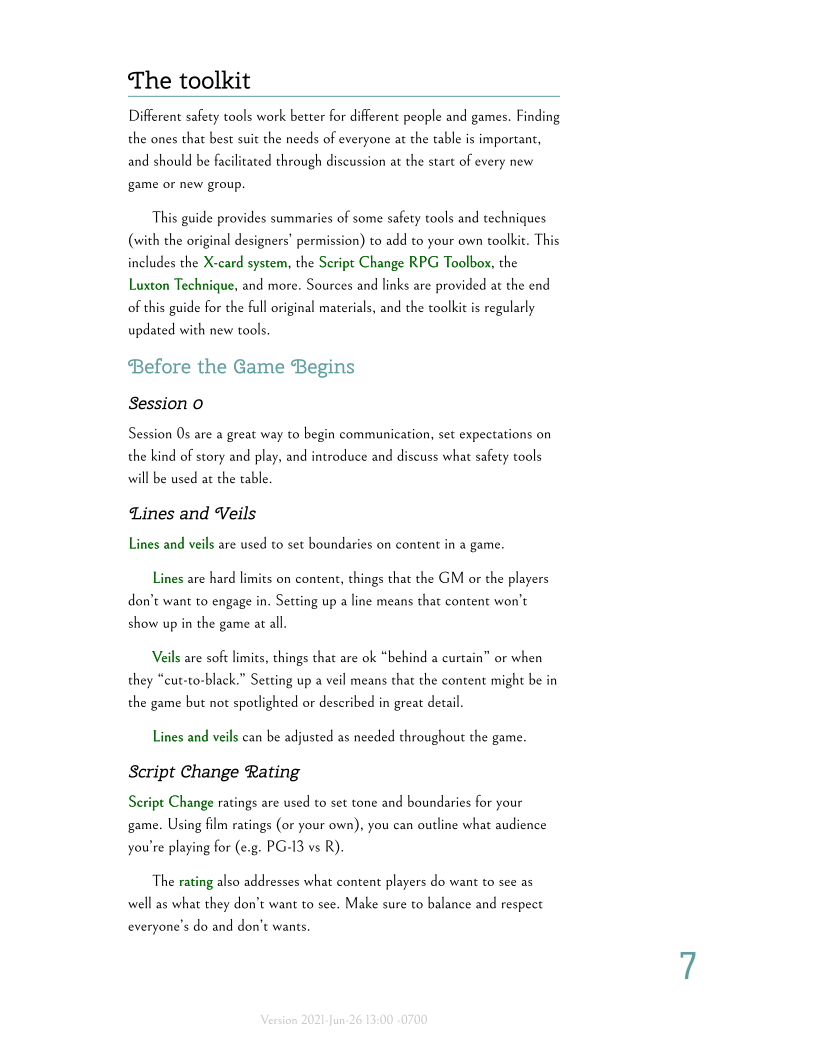 The toolkit
Different safety tools work better for different people and games. Finding
the ones that best suit the needs of everyone at the table is important,
and should be facilitated through discussion at the start of every new
game or new group.
This guide provides summaries of some safety tools and techniques
(with the original designers’ permission) to add to your own toolkit. This
includes the X-card system, the Script Change RPG Toolbox, the
Luxton Technique, and more. Sources and links are provided at the end
of this guide for the full original materials, and the toolkit is regularly
updated with new tools.
Before the Game Begins
Session 0
Session 0s are a great way to begin communication, set expectations on
the kind of story and play, and introduce and discuss what safety tools
will be used at the table.
Lines and Veils
Lines and veils are used to set boundaries on content in a game.
Lines are hard limits on content, things that the GM or the players
don’t want to engage in. Setting up a line means that content won’t
show up in the game at all.
Veils are soft limits, things that are ok “behind a curtain” or when
they “cut-to-black.” Setting up a veil means that the content might be in
the game but not spotlighted or described in great detail.
Lines and veils can be adjusted as needed throughout the game.
Script Change Rating
Script Change ratings are used to set tone and boundaries for your
game. Using film ratings (or your own), you can outline what audience
you’re playing for (e.g. PG-13 vs R).
The rating also addresses what content players do want to see as
well as what they don’t want to see. Make sure to balance and respect
everyone’s do and don’t wants.
7
Version 2021-Jun-26 13:00 -0700